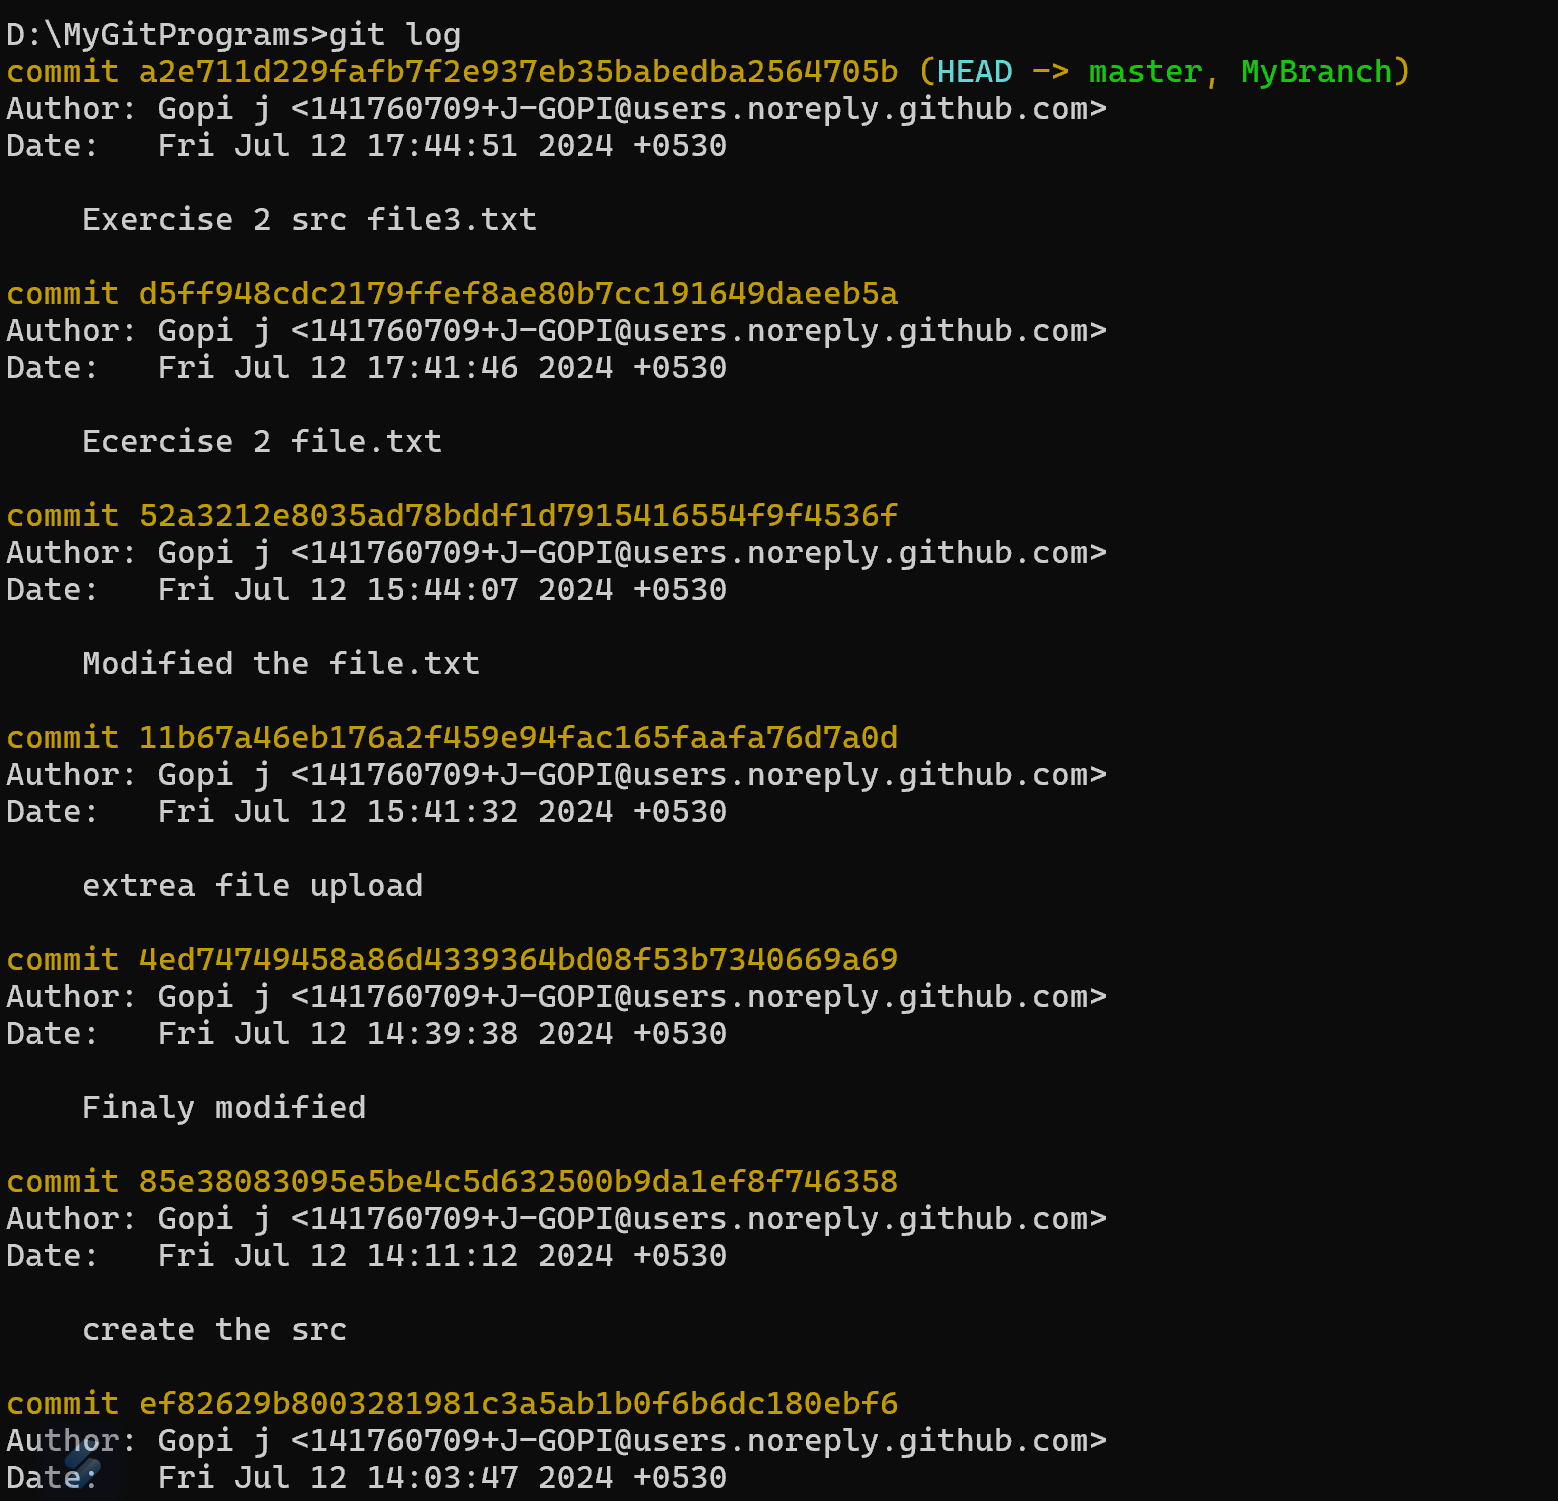 D:\MyGitPrograms>git log
commit a2e711d229fafb7f2e937eb35babedba2564705b (HEAD -> master, MyBranch)
Author: Gopi j <141760709+J-GOPI@users.noreply.github.com>
Date:   Fri Jul 12 17:44:51 2024 +0530
    Exercise 2 src file3.txt
commit d5ff948cdc2179ffef8ae80b7cc191649daeeb5a
Author: Gopi j <141760709+J-GOPI@users.noreply.github.com>
Date:   Fri Jul 12 17:41:46 2024 +0530
    Ecercise 2 file.txt
commit 52a3212e8035ad78bddf1d7915416554f9f4536f
Author: Gopi j <141760709+J-GOPI@users.noreply.github.com>
Date:   Fri Jul 12 15:44:07 2024 +0530
    Modified the file.txt
commit 11b67a46eb176a2f459e94fac165faafa76d7a0d
Author: Gopi j <141760709+J-GOPI@users.noreply.github.com>
Date:   Fri Jul 12 15:41:32 2024 +0530
    extrea file upload
commit 4ed74749458a86d4339364bd08f53b7340669a69
Author: Gopi j <141760709+J-GOPI@users.noreply.github.com>
Date:   Fri Jul 12 14:39:38 2024 +0530
    Finaly modified
commit 85e38083095e5be4c5d632500b9da1ef8f746358
Author: Gopi j <141760709+J-GOPI@users.noreply.github.com>
Date:   Fri Jul 12 14:11:12 2024 +0530
    create the src
commit ef82629b8003281981c3a5ab1b0f6b6dc180ebf6
Author: Gopi j <141760709+J-GOPI@users.noreply.github.com>
Date:   Fri Jul 12 14:03:47 2024 +0530